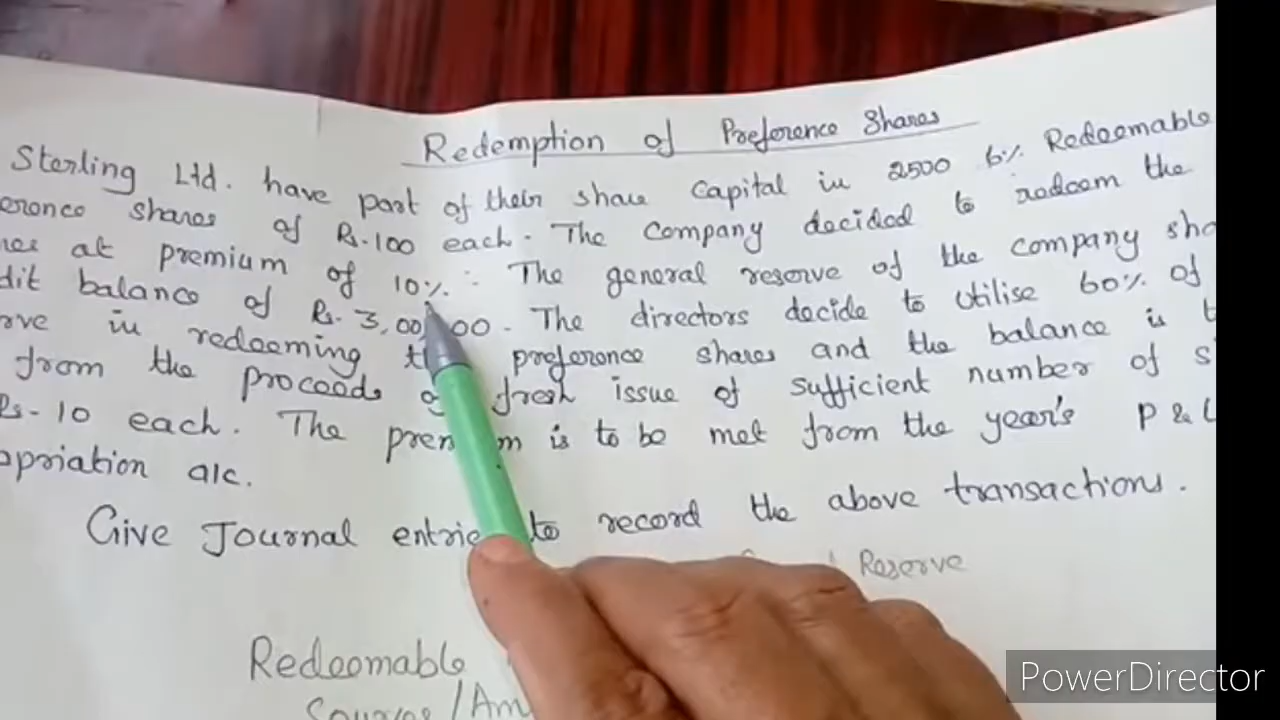 Redemption of Preference Shares
Sterling Ltd. have part of their share capital in 2500 6% Redeemable
erence shares of Rs.100 each. The company decided to redeem the
at premium of 10%. The general reserve of the company sho
dit balance of Rs. 3,00,000. The directors decide to utilise 60% of
rve in redeeming preference shares and the balance is t
from the proceeds of fresh issue of sufficient number of s
Rs-10 each. The premium is to be met from the year's P & L
opriation a/c.
Give Journal entries to record the above transactions.
Reserve
Redeemable
Sources/Am
PowerDirector